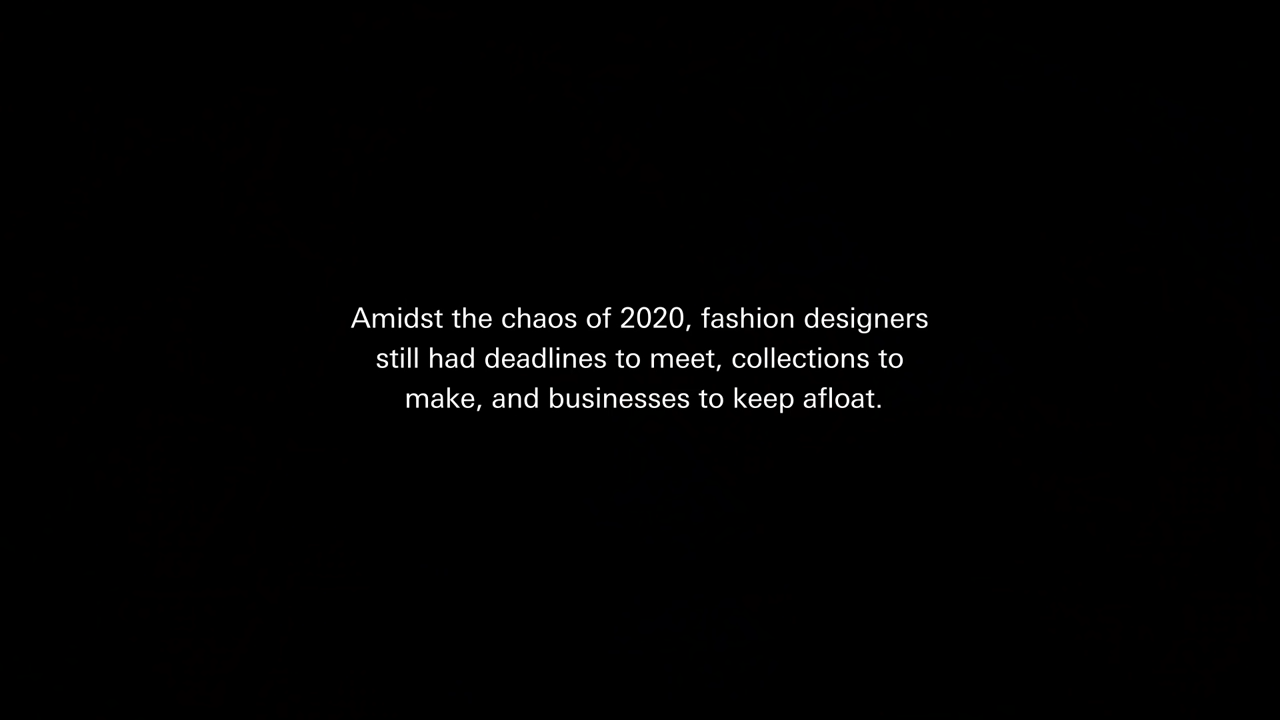 Amidst the chaos of 2020, fashion designers
still had deadlines to meet, collections to
make, and businesses to keep afloat.